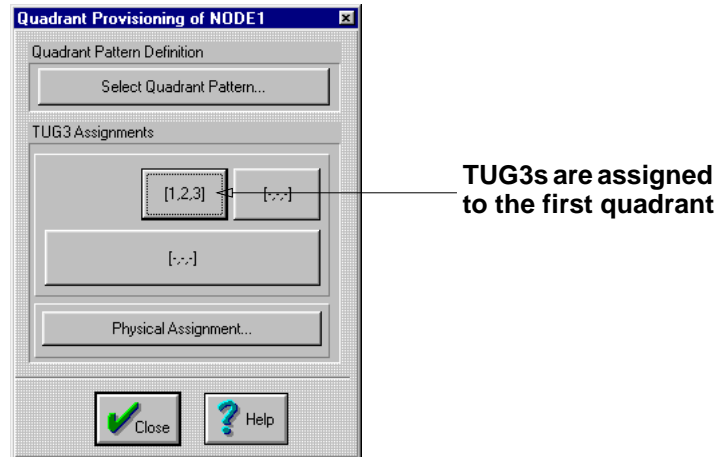 Quadrant Provisioning of NODE1
Quadrant Pattern Definition
Select Quadrant Pattern...
TUG3 Assignments
[1,2,3] [-,-,-]
TUG3s are assigned
to the first quadrant
[-,-,-]
Physical Assignment...
Close ? Help